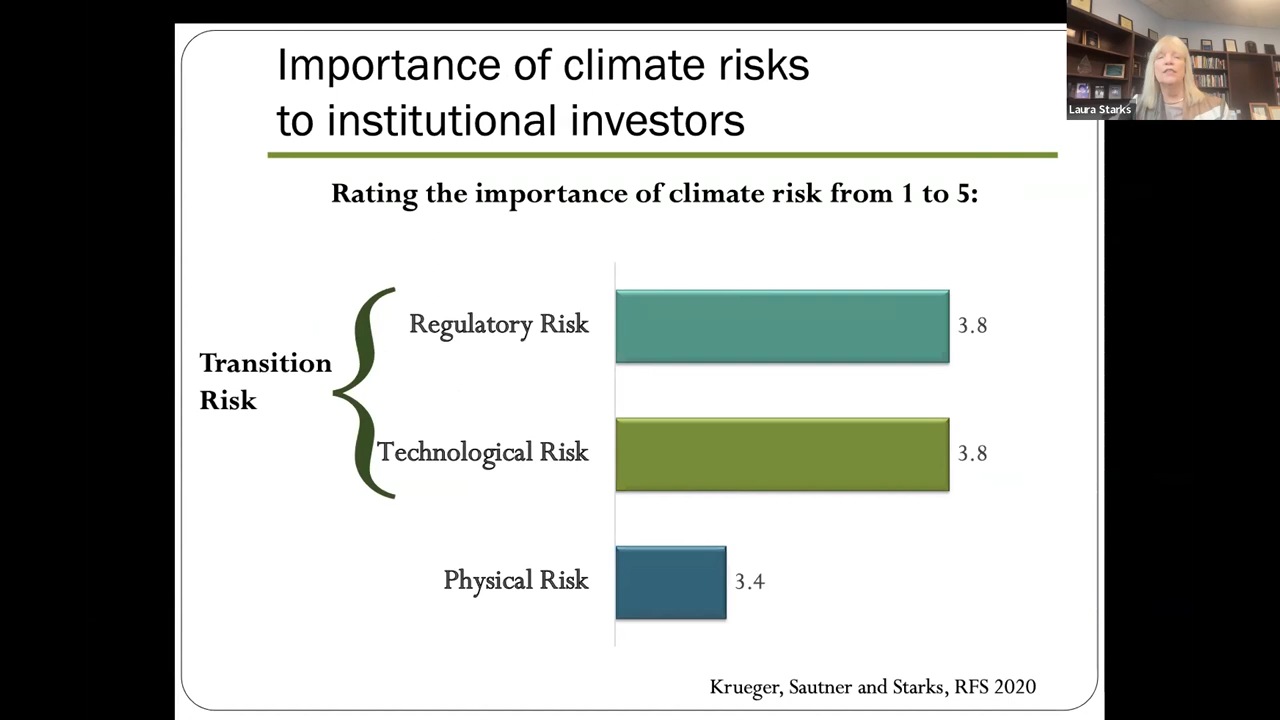 Importance of climate risks
to institutional investors
Laura Starks
Rating the importance of climate risk from 1 to 5:
Transition
Risk
Regulatory Risk
3.8
Technological Risk
3.8
Physical Risk
3.4
Krueger, Sautner and Starks, RFS 2020